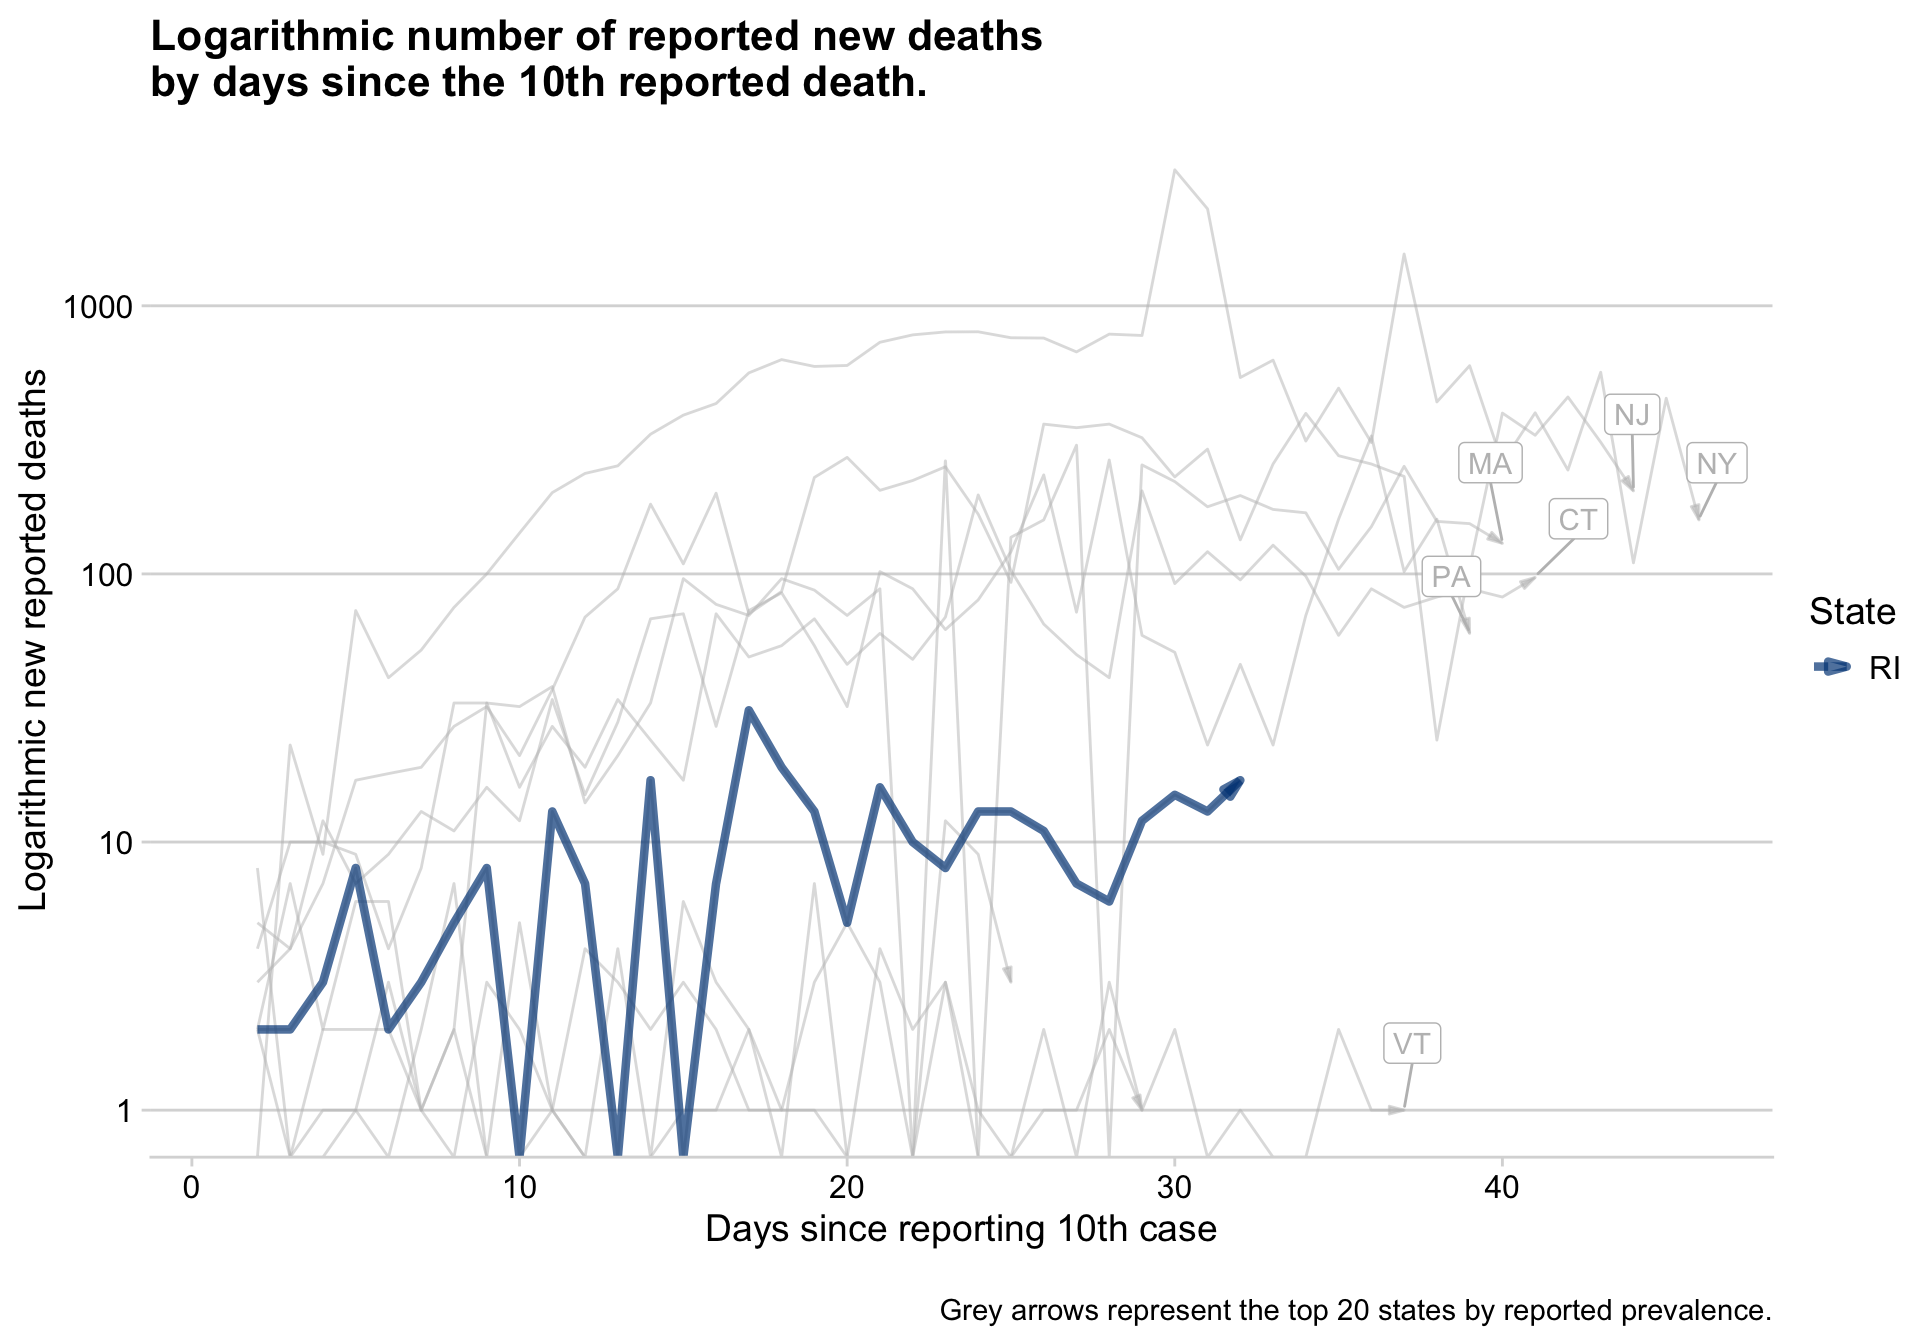 Logarithmic number of reported new deaths
by days since the 10th reported death.
Logarithmic new reported deaths
1000
100
10
1
NJ
MA
NY
CT
PA
VT
State
RI
0 10 20 30 40
Days since reporting 10th case
Grey arrows represent the top 20 states by reported prevalence.